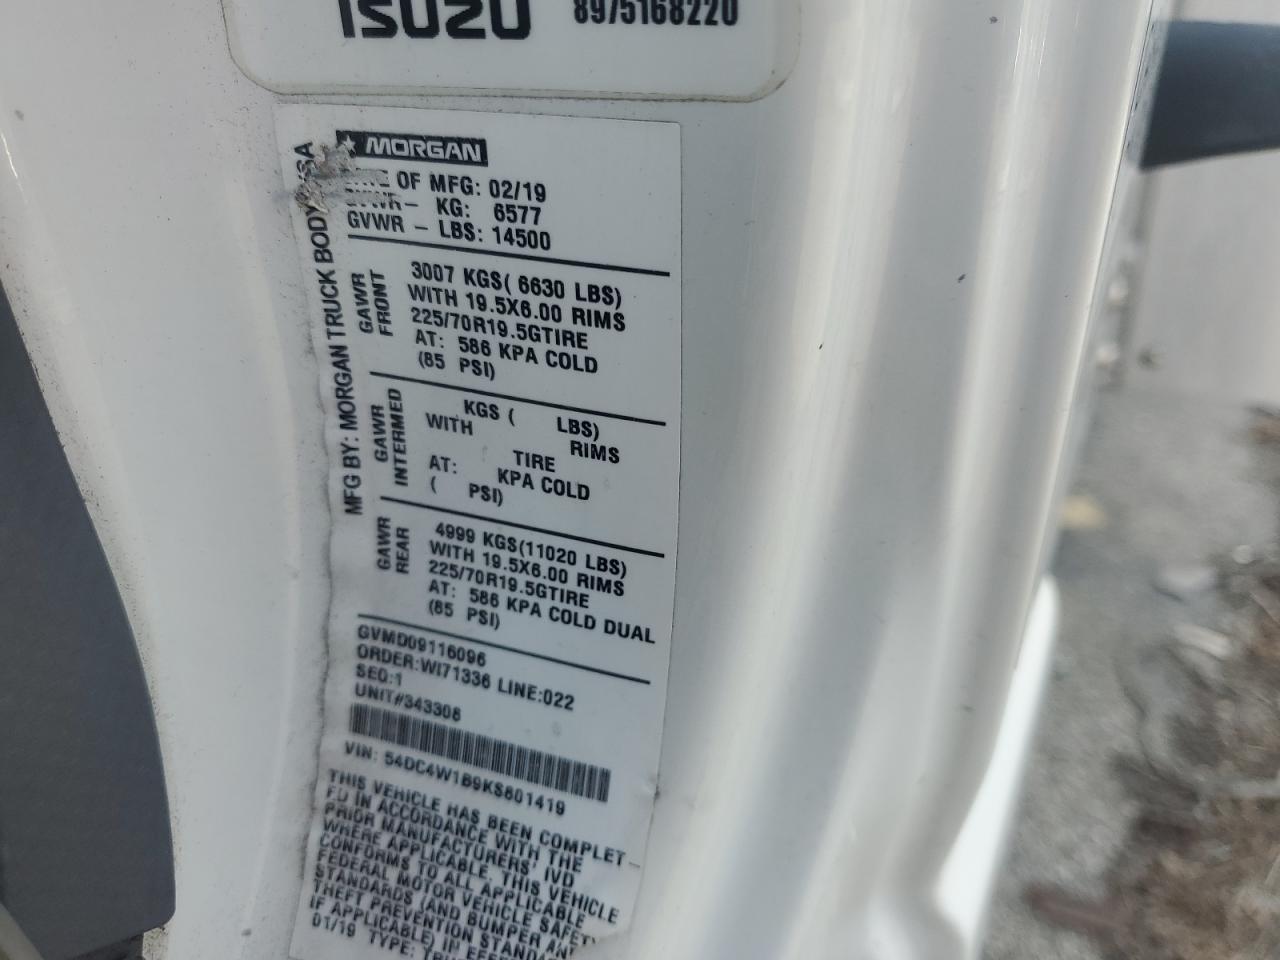 ISUZU 8975168220
MORGAN
OF MFG: 02/19
GVWR- KG: 6577
GVWR - LBS: 14500
MFG BY: MORGAN TRUCK BODY
GAWR FRONT
3007 KGS( 6630 LBS)
WITH 19.5X6.00 RIMS
225/70R19.5GTIRE
AT: 586 KPA COLD
(85 PSI)
GAWR INTERMED
KGS ( LBS)
WITH RIMS
TIRE
AT: KPA COLD
( PSI)
GAWR REAR
4999 KGS(11020 LBS)
WITH 19.5X6.00 RIMS
225/70R19.5GTIRE
AT: 586 KPA COLD DUAL
(85 PSI)
GVMD09116096
ORDER:WI71336 LINE:022
SEQ:1
UNIT#343308
VIN: 54DC4W1B9KS801419
THIS VEHICLE HAS BEEN COMPLET-
ED IN ACCORDANCE WITH THE
PRIOR MANUFACTURERS' IVD
WHERE APPLICABLE. THIS VEHICLE
CONFORMS TO ALL APPLICABLE
FEDERAL MOTOR VEHICLE SAFETY
STANDARDS (AND BUMPER AN
THEFT PREVENTION STANDA
IF APPLICABLE) IN
01/19 TYPE: